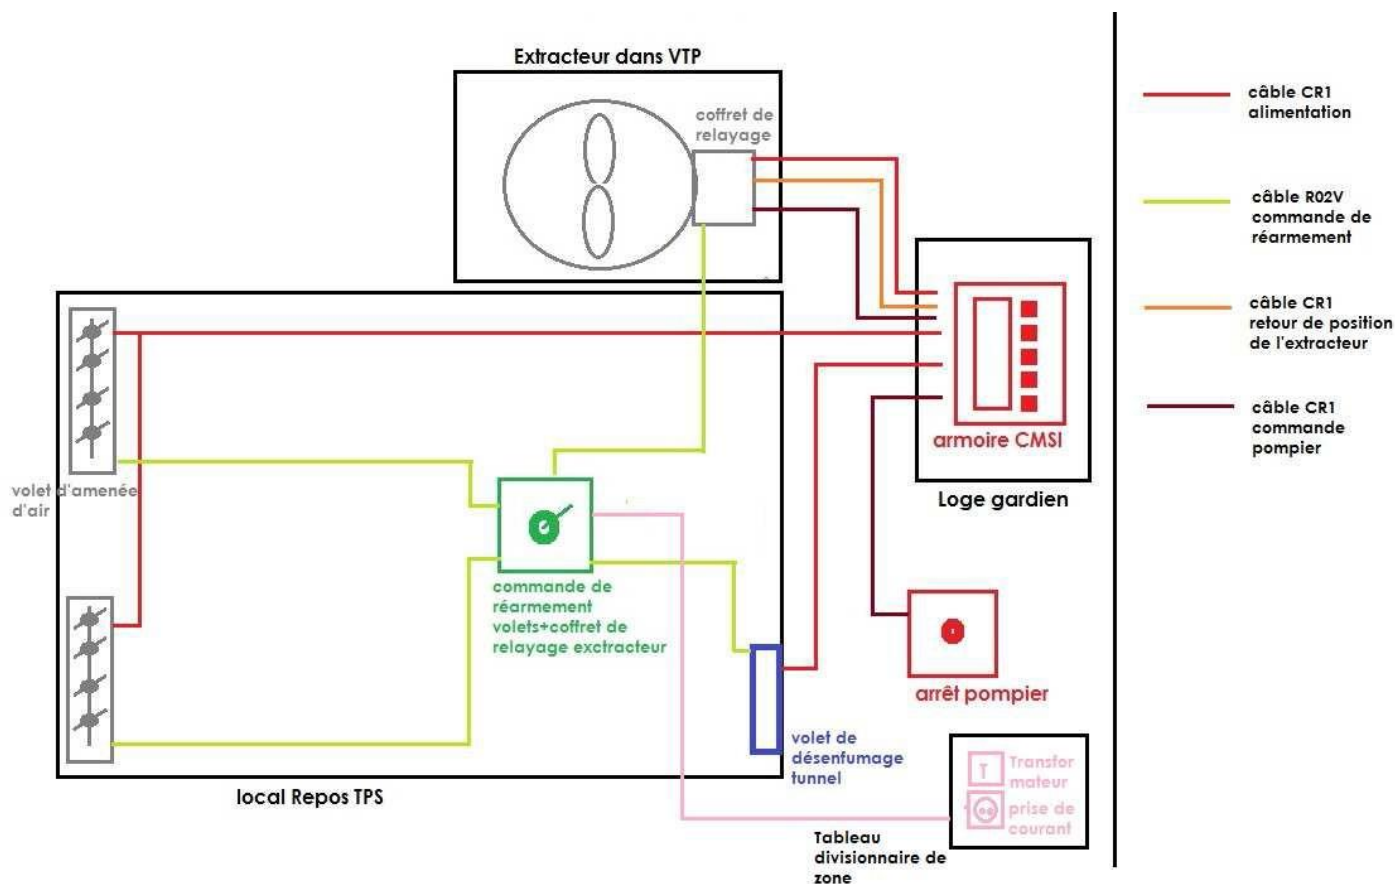 Extracteur dans VTP
coffret de
relayage
câble CR1
alimentation
câble R02V
commande de
réarmement
câble CR1
retour de position
de l'extracteur
câble CR1
commande
pompier
armoire CMSI
Loge gardien
volet d'amenée
d'air
commande de
réarmement
volets+coffret de
relayage exctracteur
arrêt pompier
volet de
désenfumage
tunnel
local Repos TPS
T
Transfor
mateur
prise de
courant
Tableau
divisionnaire de
zone